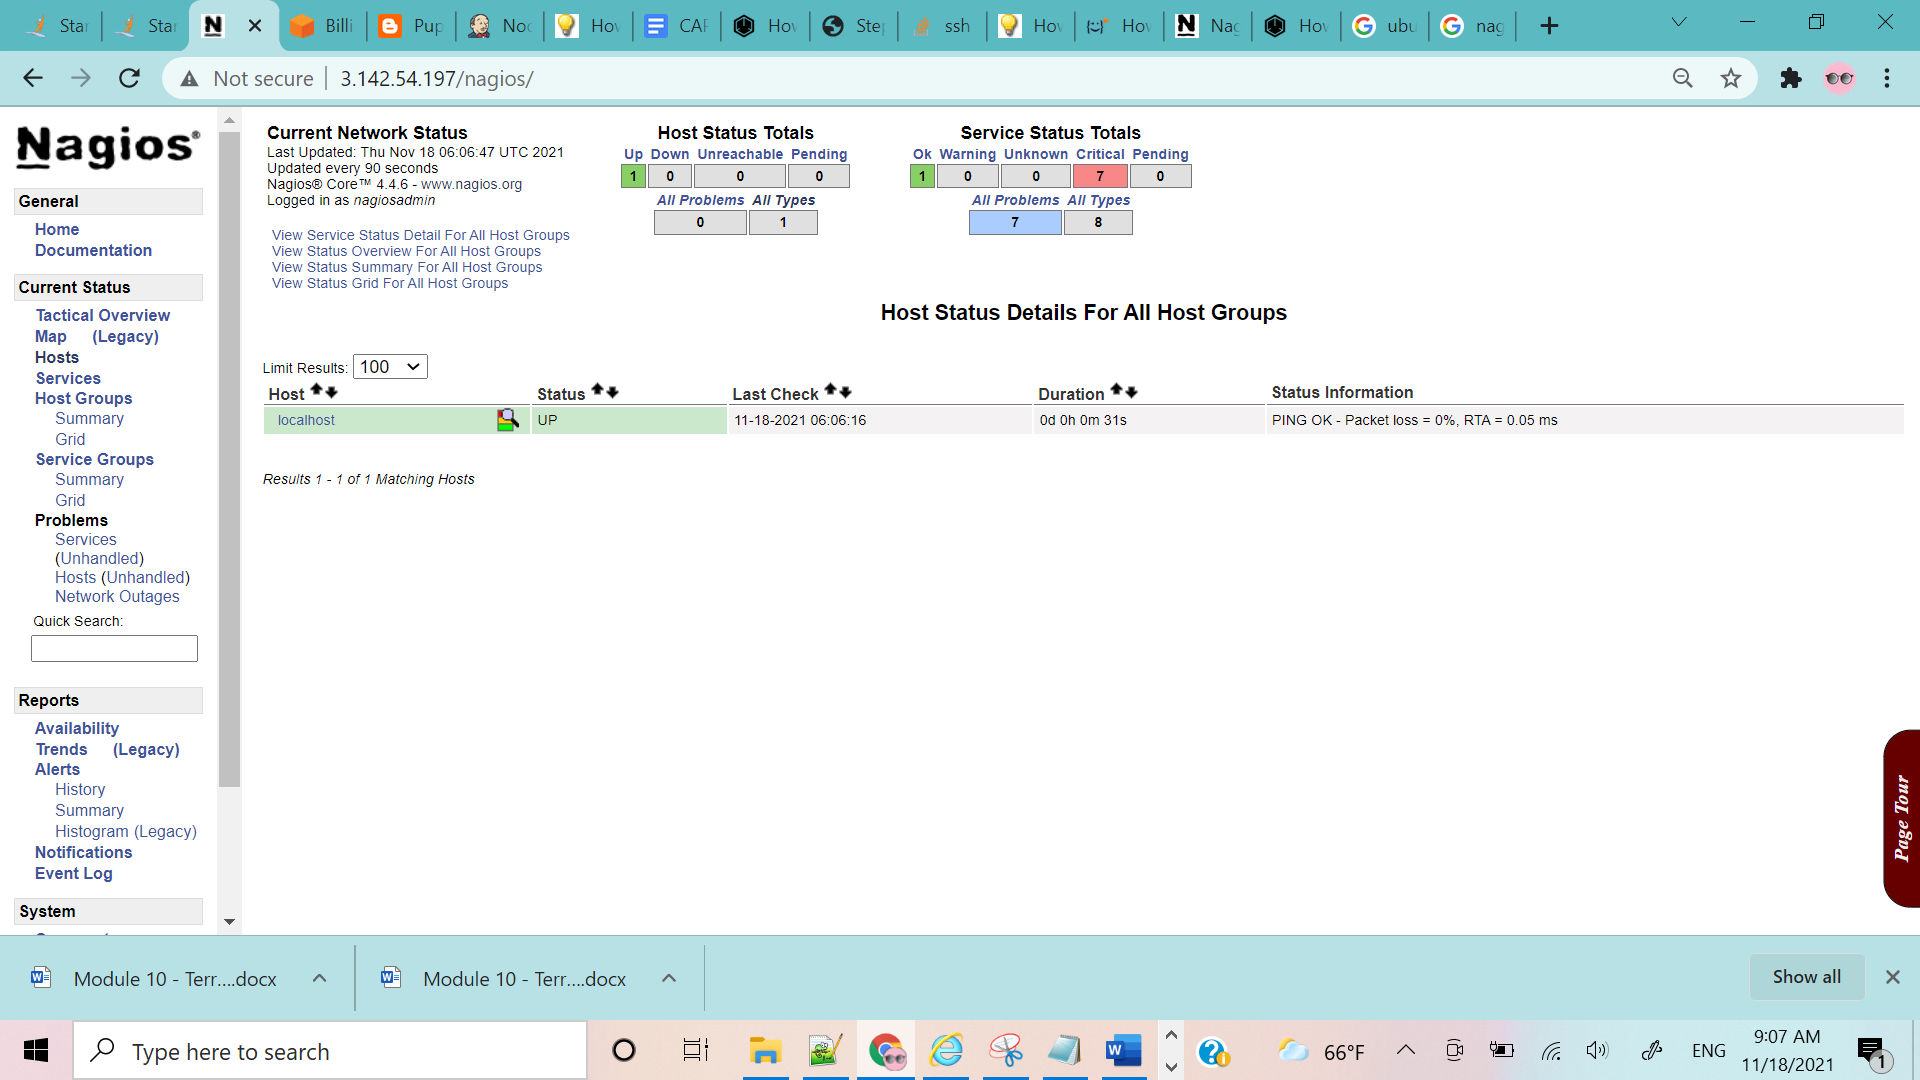 Star
Star
Billi
Pup
Noc
How
CAP
How
Step
ssh
How
How
Nag
How
ubu
nag
Not secure
3.142.54.197/nagios/
Nagios®
General
Home
Documentation
Current Status
Tactical Overview
Map (Legacy)
Hosts
Services
Host Groups
Summary
Grid
Service Groups
Summary
Grid
Problems
Services
(Unhandled)
Hosts (Unhandled)
Network Outages
Quick Search:
Reports
Availability
Trends (Legacy)
Alerts
History
Summary
Histogram (Legacy)
Notifications
Event Log
System
Current Network Status
Last Updated: Thu Nov 18 06:06:47 UTC 2021
Updated every 90 seconds
Nagios® Core™ 4.4.6 - www.nagios.org
Logged in as nagiosadmin
View Service Status Detail For All Host Groups
View Status Overview For All Host Groups
View Status Summary For All Host Groups
View Status Grid For All Host Groups
Host Status Totals
Up Down Unreachable Pending
1 0 0 0
All Problems All Types
0 1
Service Status Totals
Ok Warning Unknown Critical Pending
1 0 0 7 0
All Problems All Types
7 8
Host Status Details For All Host Groups
Limit Results: 100
Host Status Last Check Duration Status Information
localhost UP 11-18-2021 06:06:16 0d 0h 0m 31s PING OK - Packet loss = 0%, RTA = 0.05 ms
Results 1 - 1 of 1 Matching Hosts
Page Tour
Module 10 - Terr....docx
Module 10 - Terr....docx
Show all
Type here to search
66°F
ENG
9:07 AM
11/18/2021
1